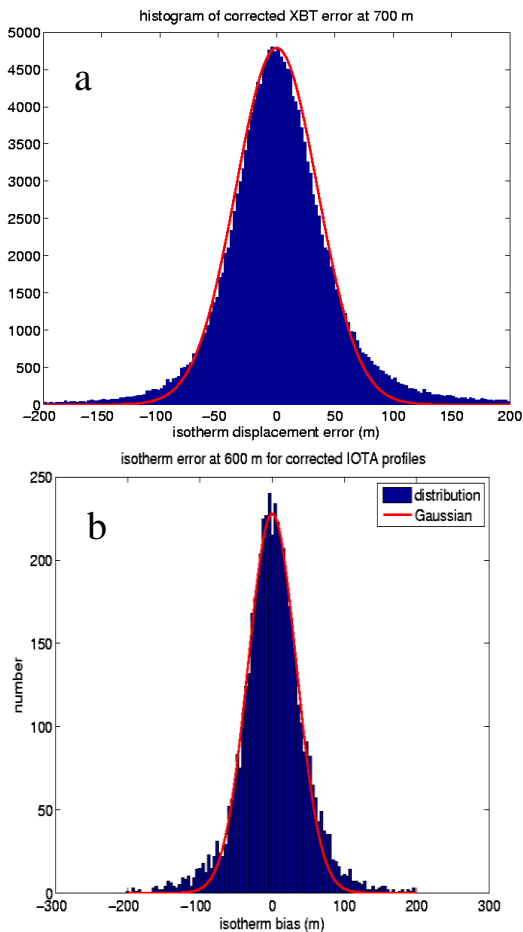 histogram of corrected XBT error at 700 m
a
5000
4500
4000
3500
3000
2500
2000
1500
1000
500
0
−200 −150 −100 −50 0 50 100 150 200
isotherm displacement error (m)
isotherm error at 600 m for corrected IOTA profiles
b
distribution
Gaussian
number
250
200
150
100
50
0
−300 −200 −100 0 100 200 300
isotherm bias (m)